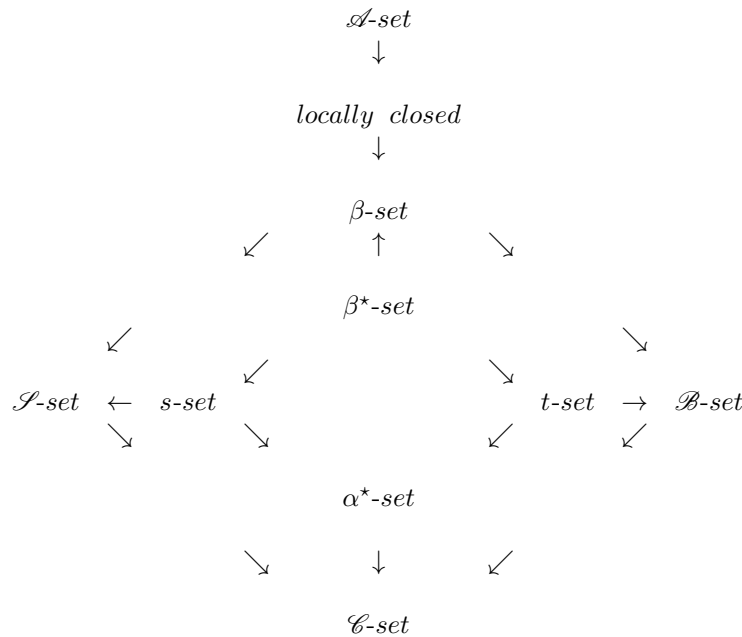 𝒜-set
↓
locally closed
↓
β-set
↙ ↑ ↘
β⋆-set
↙ ↘
↙ ↘
𝒮-set ← s-set t-set → ℬ-set
↘ ↘ ↙ ↙
α⋆-set
↘ ↓ ↙
𝒞-set